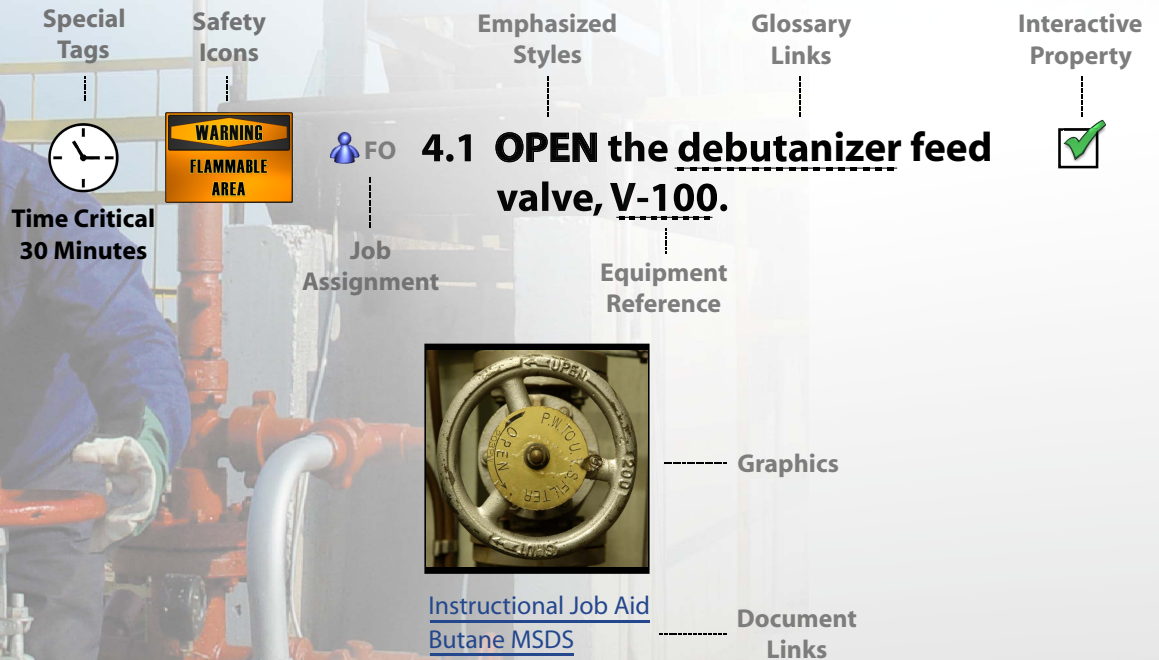 Special
Tags
Safety
Icons
Emphasized
Styles
Glossary
Links
Interactive
Property
WARNING
FLAMMABLE
AREA
FO
4.1 OPEN the debutanizer feed
valve, V-100.
Time Critical
30 Minutes
Job
Assignment
Equipment
Reference
OPEN
P.W. TO U.
OPEN
FILTER
SHUT
Graphics
Instructional Job Aid
Butane MSDS
Document
Links